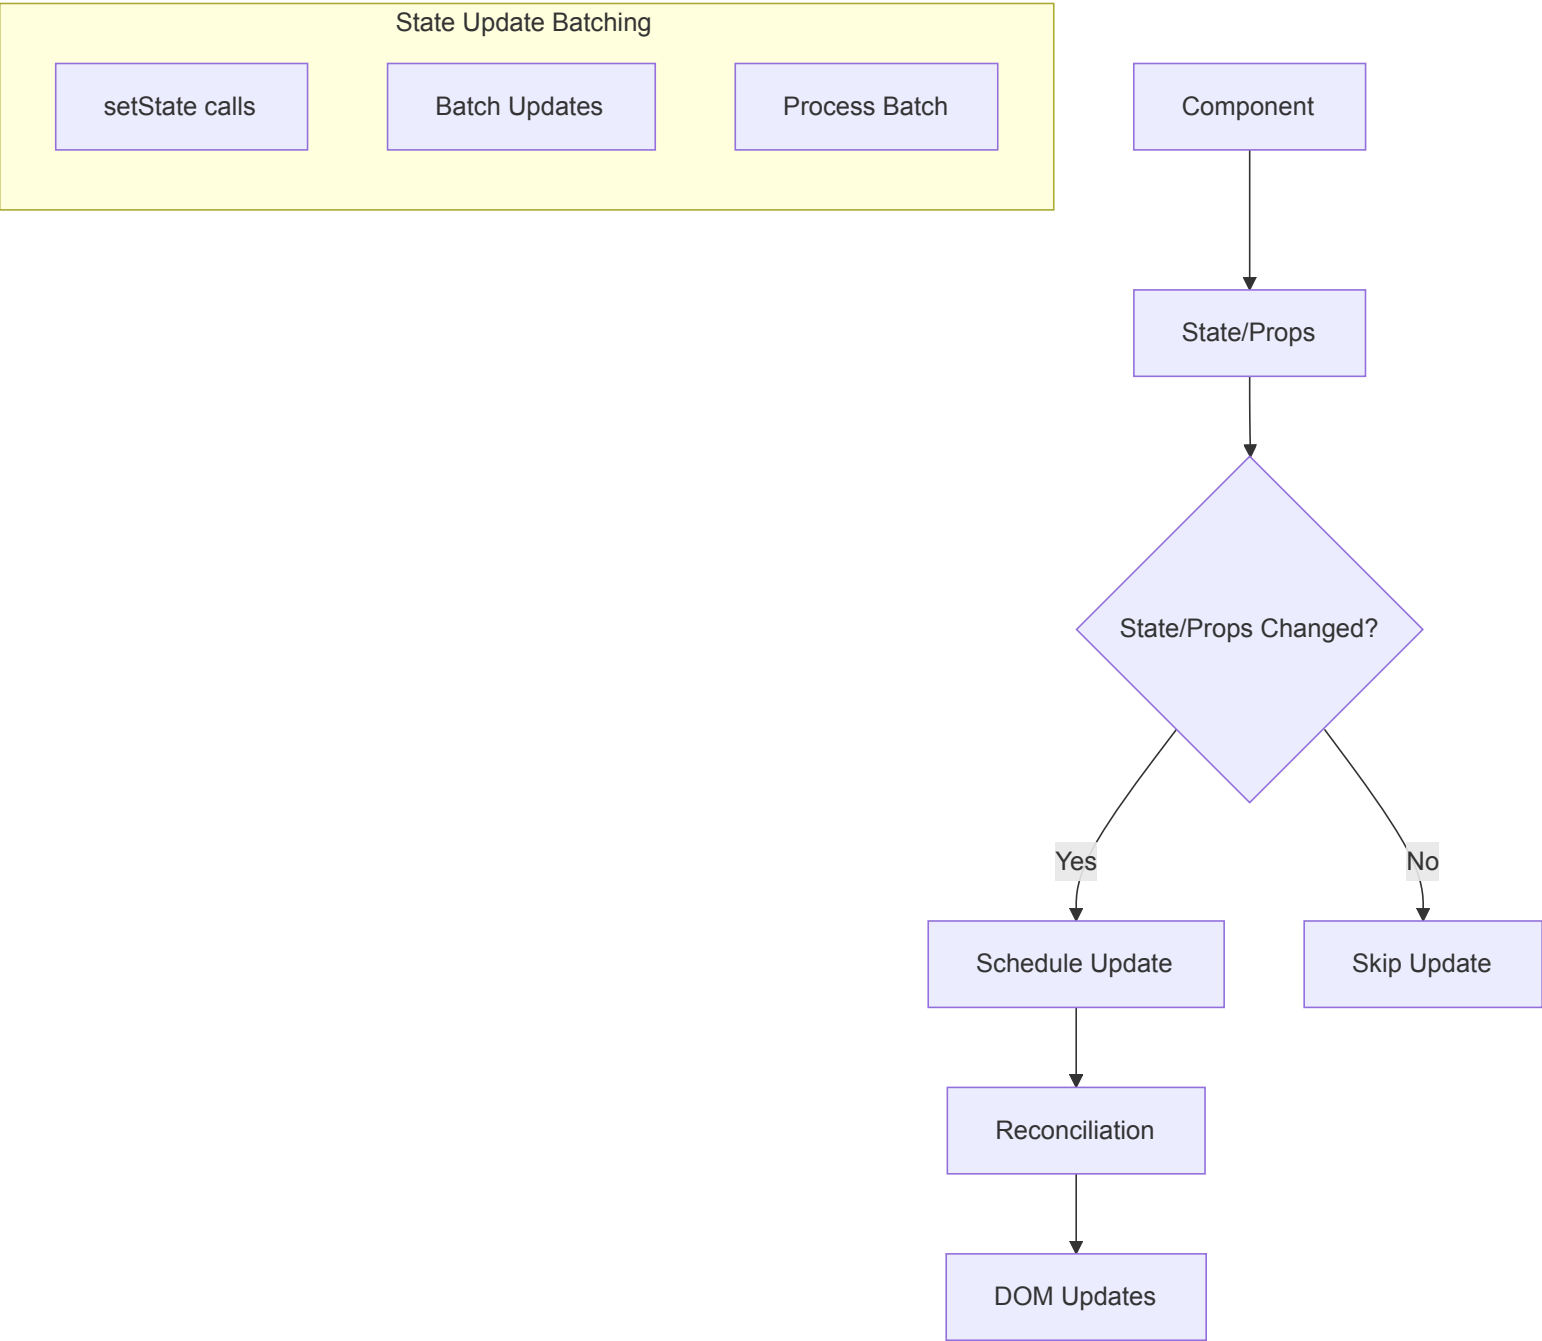 State Update Batching
setState calls
Batch Updates
Process Batch
Component
State/Props
State/Props Changed?
Yes
No
Schedule Update
Skip Update
Reconciliation
DOM Updates